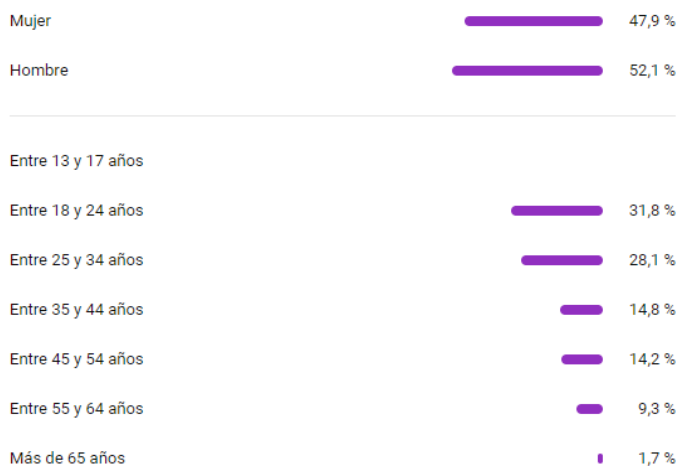 Mujer 47,9 %
Hombre 52,1 %
Entre 13 y 17 años
Entre 18 y 24 años 31,8 %
Entre 25 y 34 años 28,1 %
Entre 35 y 44 años 14,8 %
Entre 45 y 54 años 14,2 %
Entre 55 y 64 años 9,3 %
Más de 65 años 1,7 %